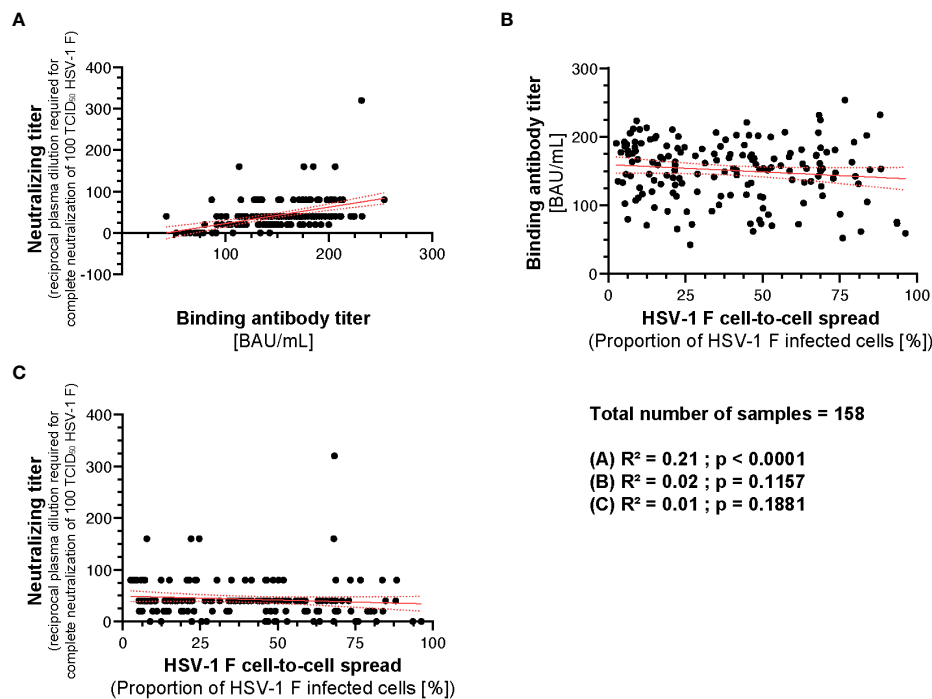 A
Neutralizing titer
(reciprocal plasma dilution required for
complete neutralization of 100 TCID₅₀ HSV-1 F)
400
300
200
100
0
-100
100
200
300
Binding antibody titer
[BAU/mL]
B
Binding antibody titer
[BAU/mL]
300
200
100
0
0
25
50
75
100
HSV-1 F cell-to-cell spread
(Proportion of HSV-1 F infected cells [%])
C
Neutralizing titer
(reciprocal plasma dilution required for
complete neutralization of 100 TCID₅₀ HSV-1 F)
400
300
200
100
0
0
25
50
75
100
HSV-1 F cell-to-cell spread
(Proportion of HSV-1 F infected cells [%])
Total number of samples = 158
(A) R² = 0.21 ; p < 0.0001
(B) R² = 0.02 ; p = 0.1157
(C) R² = 0.01 ; p = 0.1881